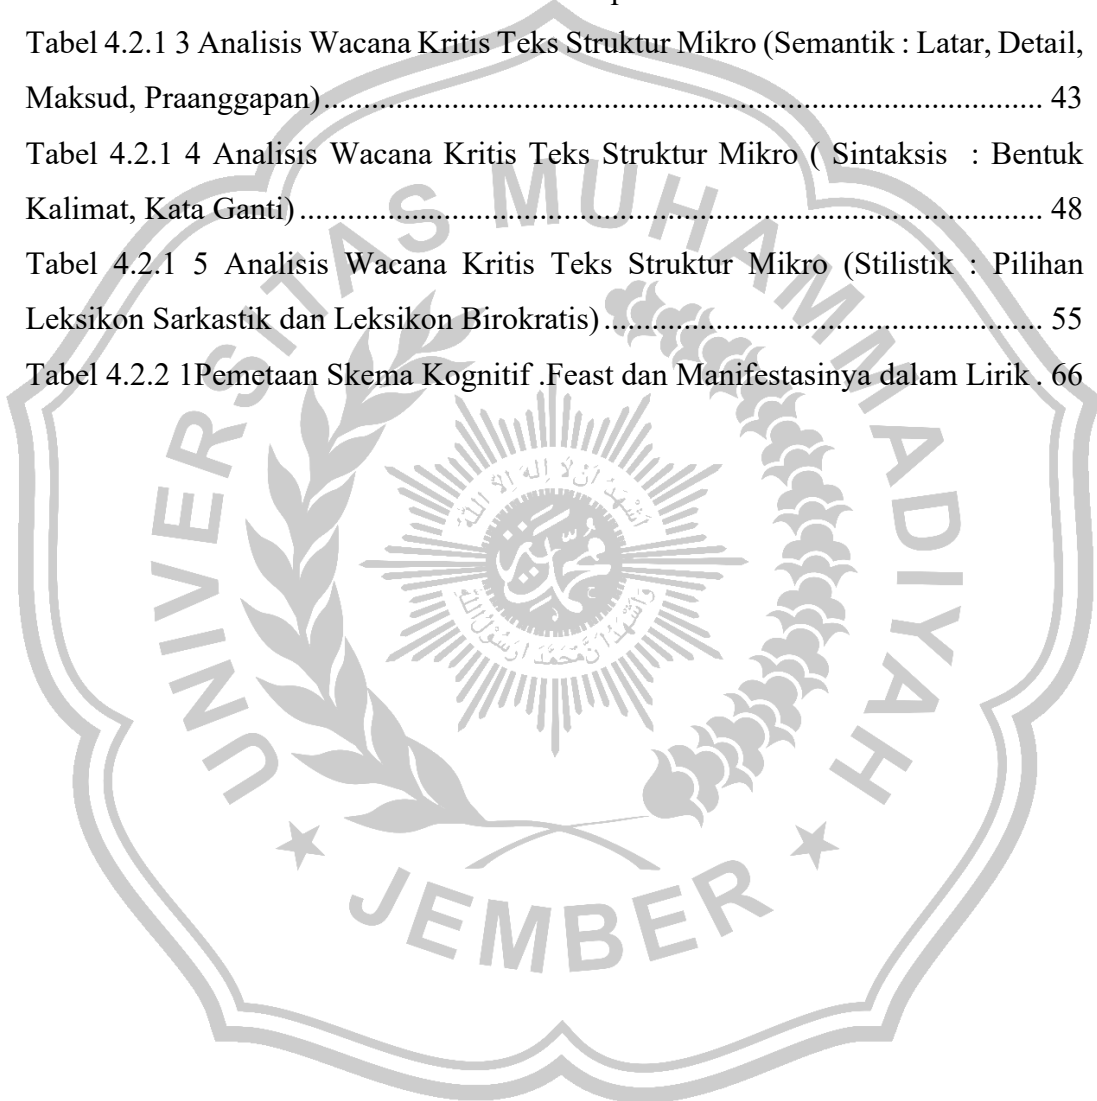 Tabel 4.2.1 3 Analisis Wacana Kritis Teks Struktur Mikro (Semantik : Latar, Detail,
Maksud, Praanggapan)......................................................................................... 43
Tabel 4.2.1 4 Analisis Wacana Kritis Teks Struktur Mikro ( Sintaksis : Bentuk
Kalimat, Kata Ganti)............................................................................................ 48
Tabel 4.2.1 5 Analisis Wacana Kritis Teks Struktur Mikro (Stilistik : Pilihan
Leksikon Sarkastik dan Leksikon Birokratis)...................................................... 55
Tabel 4.2.2 1Pemetaan Skema Kognitif .Feast dan Manifestasinya dalam Lirik. 66
UNIVERSITAS MUHAMMADIYAH
JEMBER